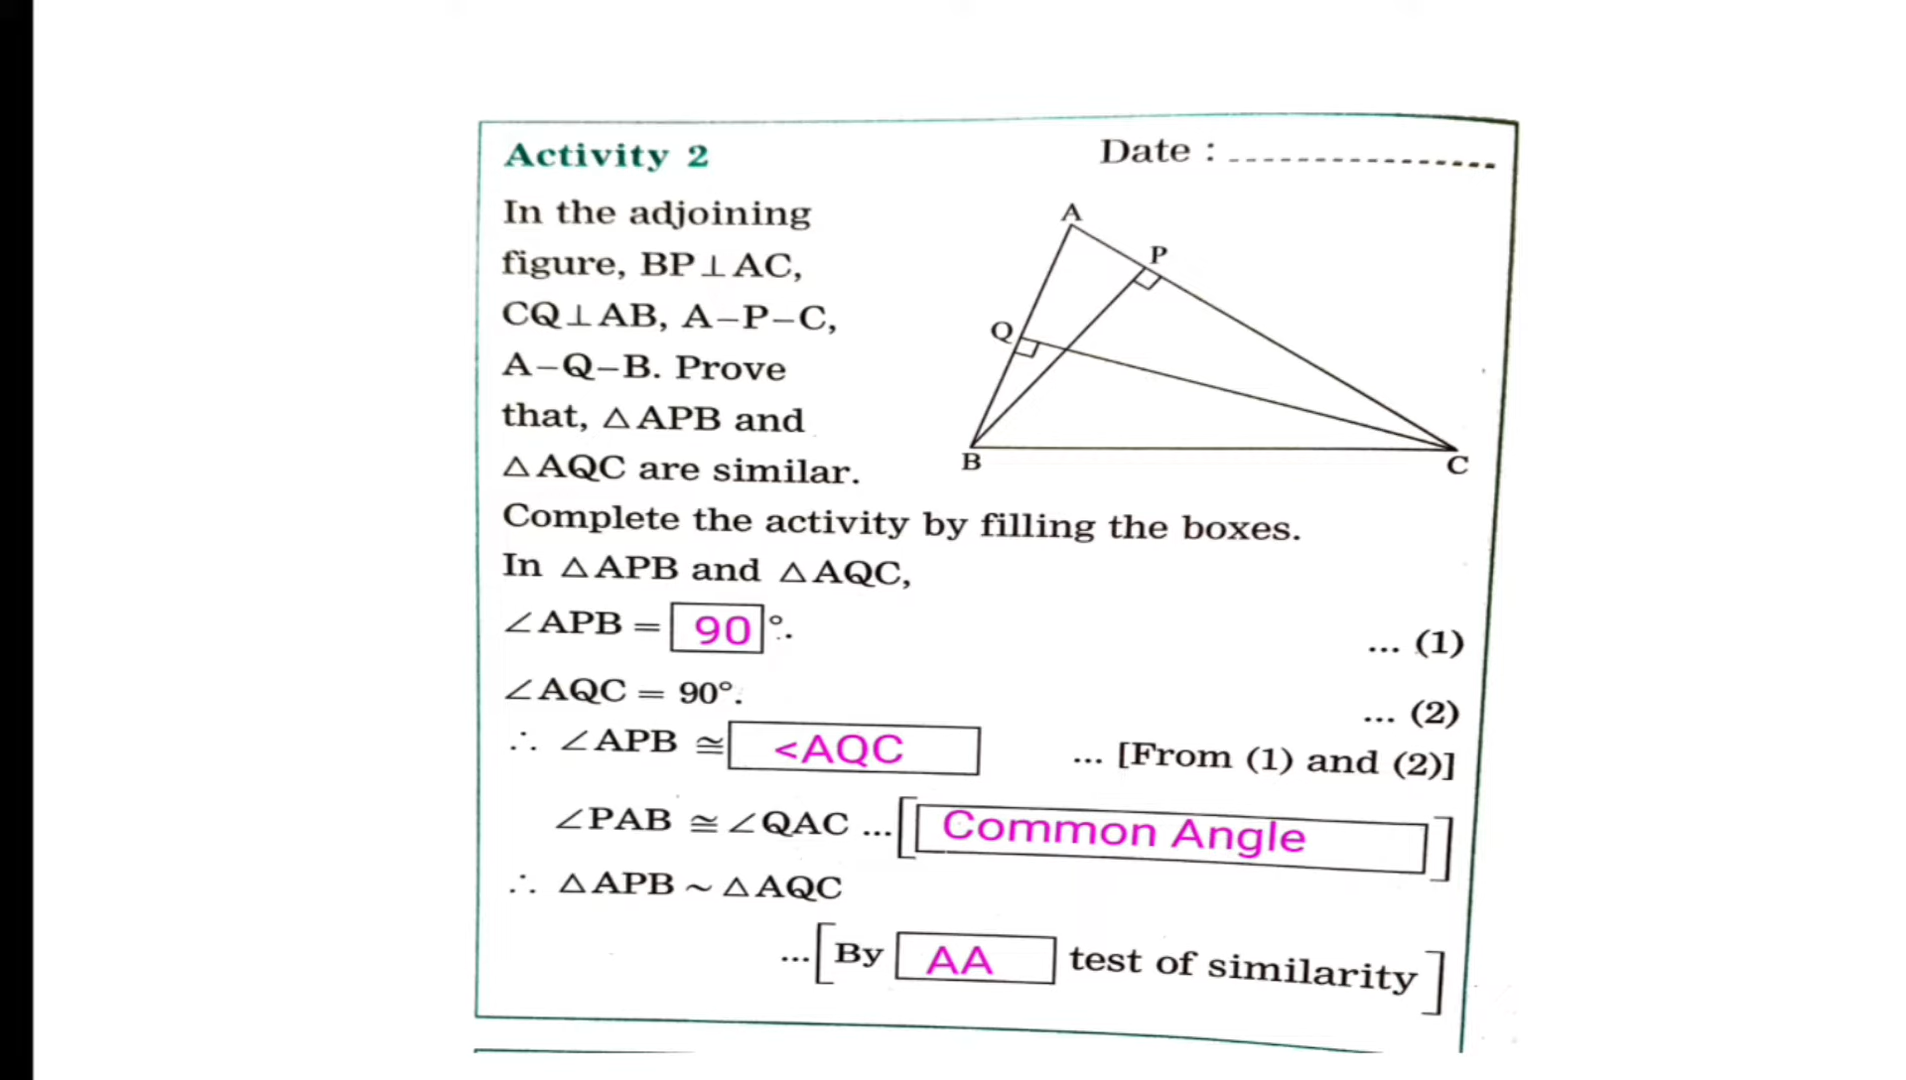 Activity 2
Date : ................
In the adjoining
figure, BP⊥AC,
CQ⊥AB, A–P–C,
A–Q–B. Prove
that, △APB and
△AQC are similar.
A
P
Q
B
C
Complete the activity by filling the boxes.
In △APB and △AQC,
∠APB = 90 °. ... (1)
∠AQC = 90°. ... (2)
∴ ∠APB ≅ <AQC ... [From (1) and (2)]
∠PAB ≅ ∠QAC ... [Common Angle]
∴ △APB ~ △AQC
... [By AA test of similarity]